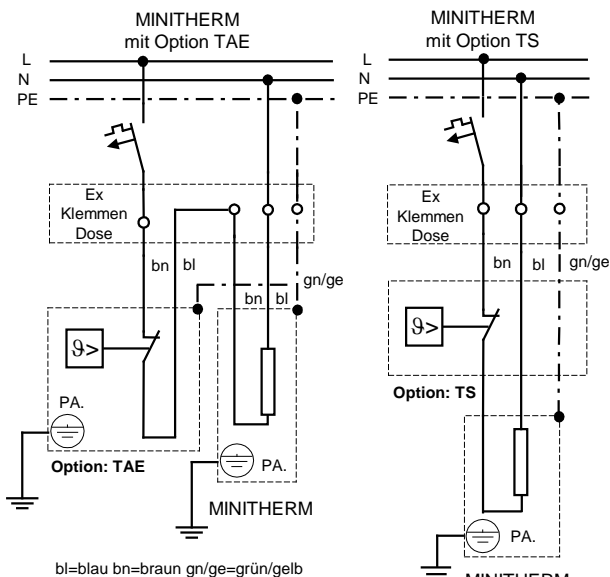 MINITHERM
mit Option TAE
L
N
PE
Ex
Klemmen
Dose
bn
bl
gn/ge
bn
bl
ϑ>
PA.
Option: TAE
PA.
MINITHERM
bl=blau bn=braun gn/ge=grün/gelb
MINITHERM
mit Option TS
L
N
PE
Ex
Klemmen
Dose
bn
bl
gn/ge
ϑ>
Option: TS
PA.
MINITHERM